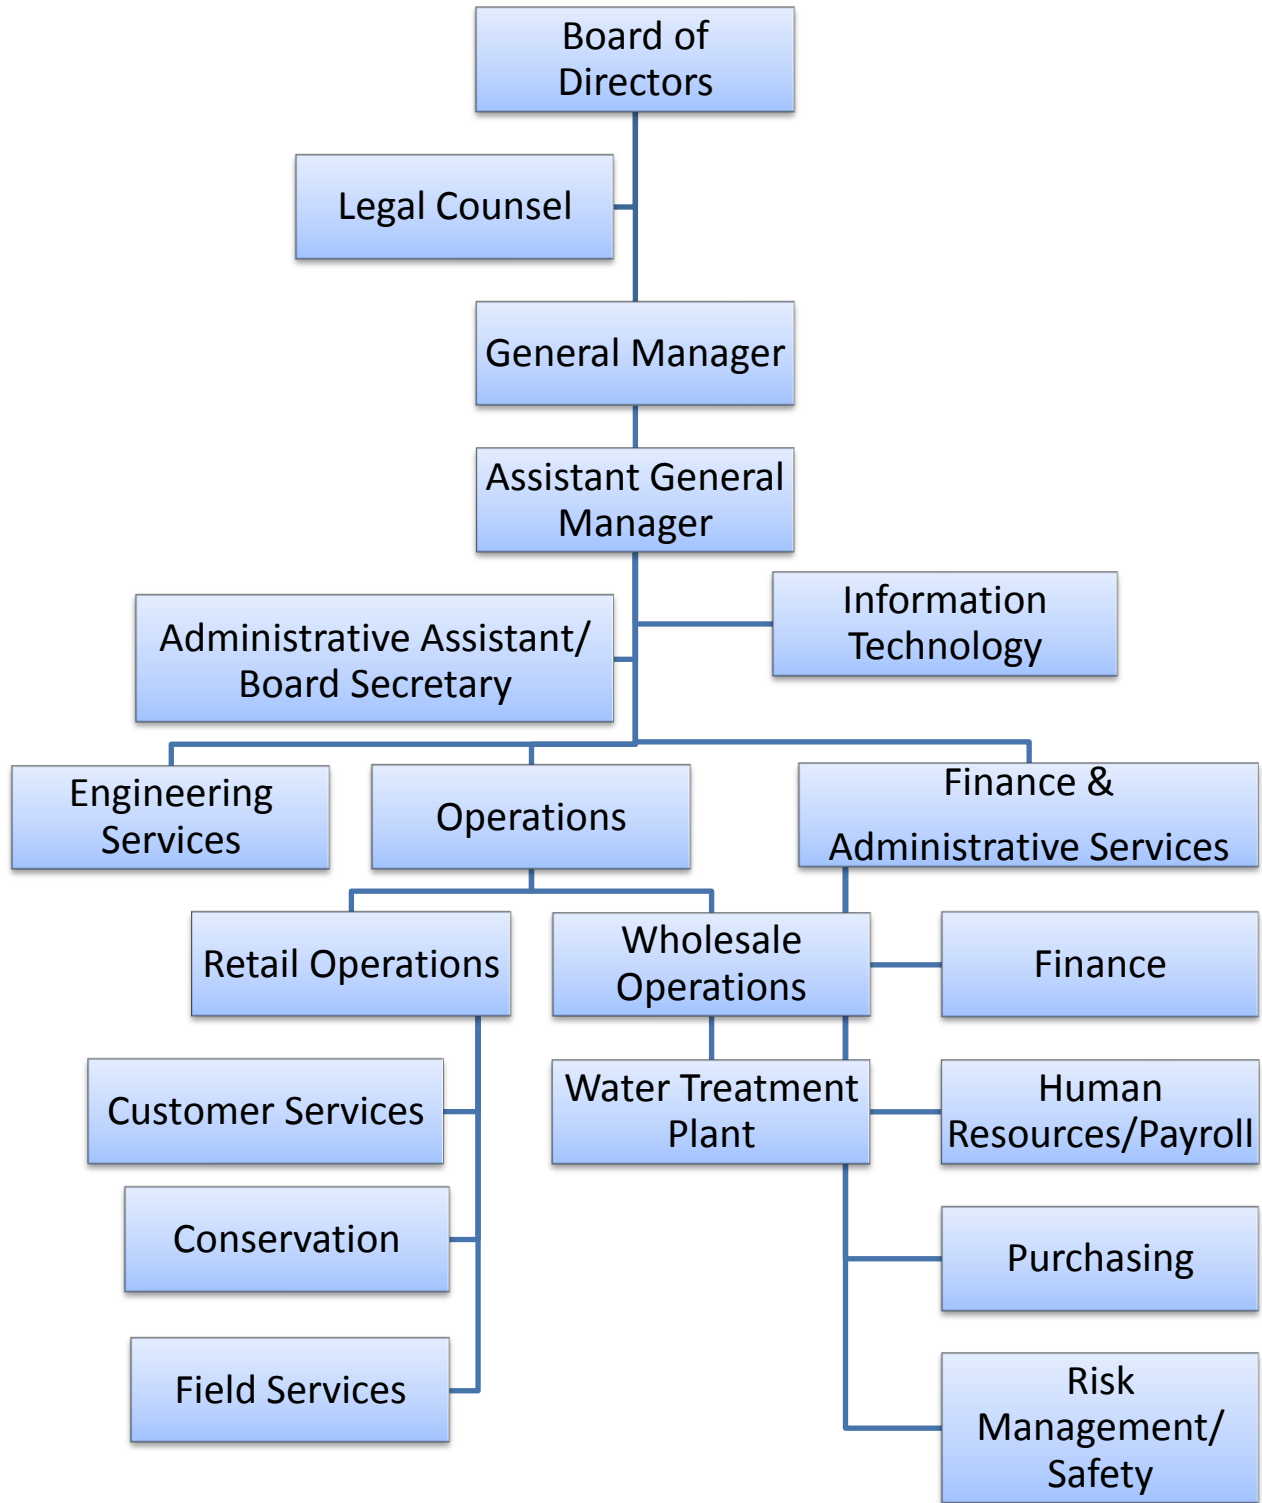 Board of
Directors
Legal Counsel
General Manager
Assistant General
Manager
Information
Technology
Administrative Assistant/
Board Secretary
Engineering
Services
Operations
Finance &
Administrative Services
Retail Operations
Wholesale
Operations
Finance
Customer Services
Water Treatment
Plant
Human
Resources/Payroll
Conservation
Purchasing
Field Services
Risk
Management/
Safety